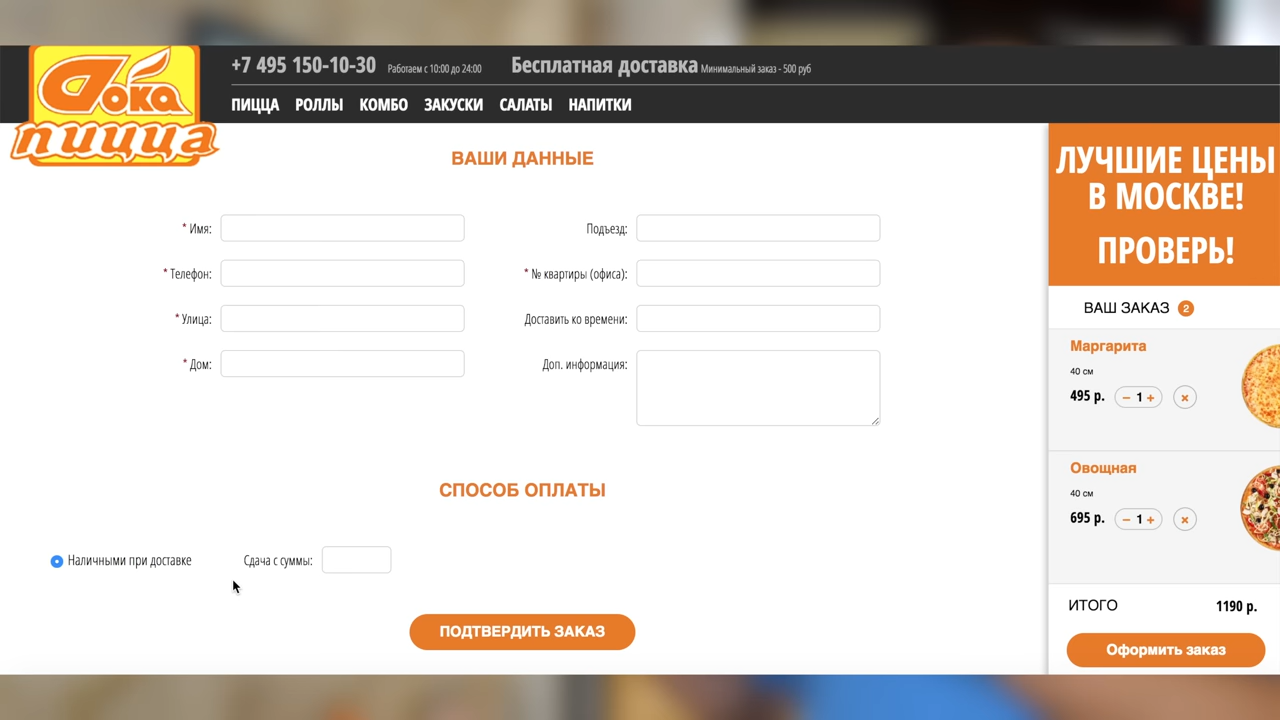 Дока
пицца
+7 495 150-10-30 Работаем с 10:00 до 24:00 Бесплатная доставка Минимальный заказ - 500 руб
ПИЦЦА РОЛЛЫ КОМБО ЗАКУСКИ САЛАТЫ НАПИТКИ
ВАШИ ДАННЫЕ
* Имя:
* Телефон:
* Улица:
* Дом:
Подъезд:
* № квартиры (офиса):
Доставить ко времени:
Доп. информация:
СПОСОБ ОПЛАТЫ
Наличными при доставке Сдача с суммы:
ПОДТВЕРДИТЬ ЗАКАЗ
ЛУЧШИЕ ЦЕНЫ
В МОСКВЕ!
ПРОВЕРЬ!
ВАШ ЗАКАЗ 2
Маргарита
40 см
495 р. – 1 + ×
Овощная
40 см
695 р. – 1 + ×
ИТОГО 1190 р.
Оформить заказ